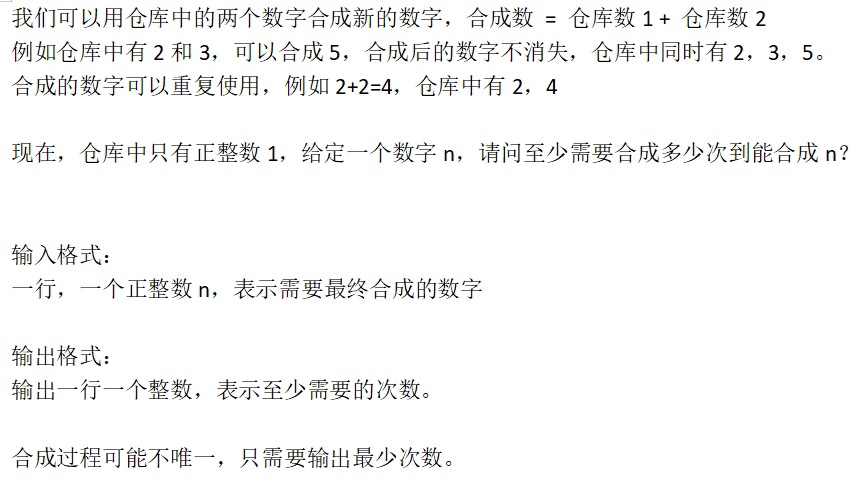 我们可以用仓库中的两个数字合成新的数字，合成数 = 仓库数 1 + 仓库数 2
例如仓库中有 2 和 3，可以合成 5，合成后的数字不消失，仓库中同时有 2，3，5。
合成的数字可以重复使用，例如 2+2=4，仓库中有 2，4
现在，仓库中只有正整数 1，给定一个数字 n，请问至少需要合成多少次到能合成 n？
输入格式：
一行，一个正整数 n，表示需要最终合成的数字
输出格式：
输出一行一个整数，表示至少需要的次数。
合成过程可能不唯一，只需要输出最少次数。